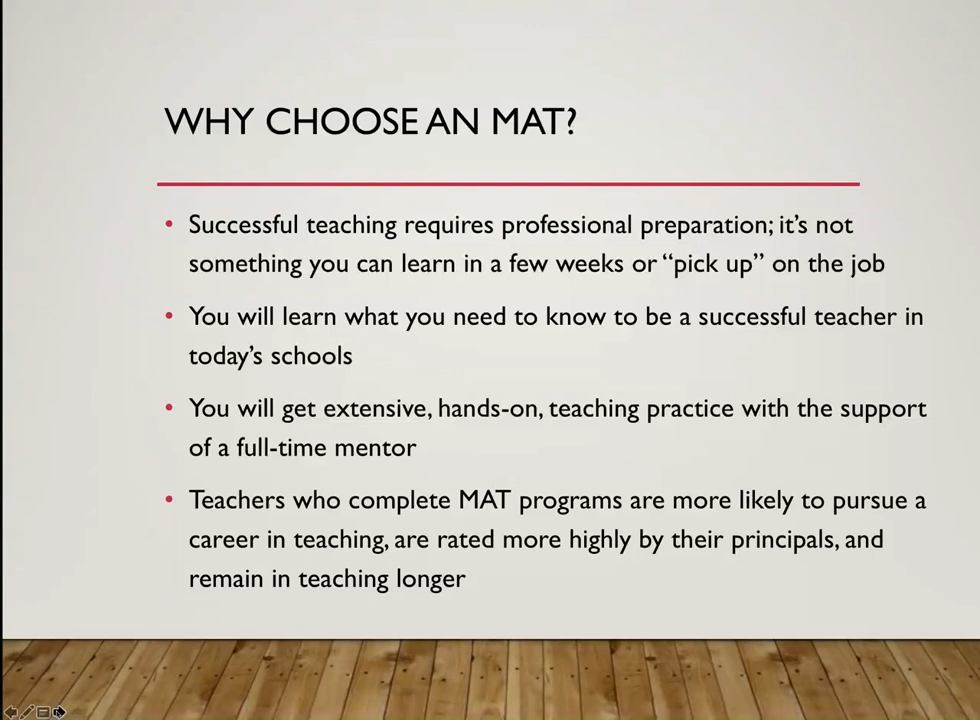 WHY CHOOSE AN MAT?
• Successful teaching requires professional preparation; it’s not
something you can learn in a few weeks or “pick up” on the job
• You will learn what you need to know to be a successful teacher in
today’s schools
• You will get extensive, hands-on, teaching practice with the support
of a full-time mentor
• Teachers who complete MAT programs are more likely to pursue a
career in teaching, are rated more highly by their principals, and
remain in teaching longer